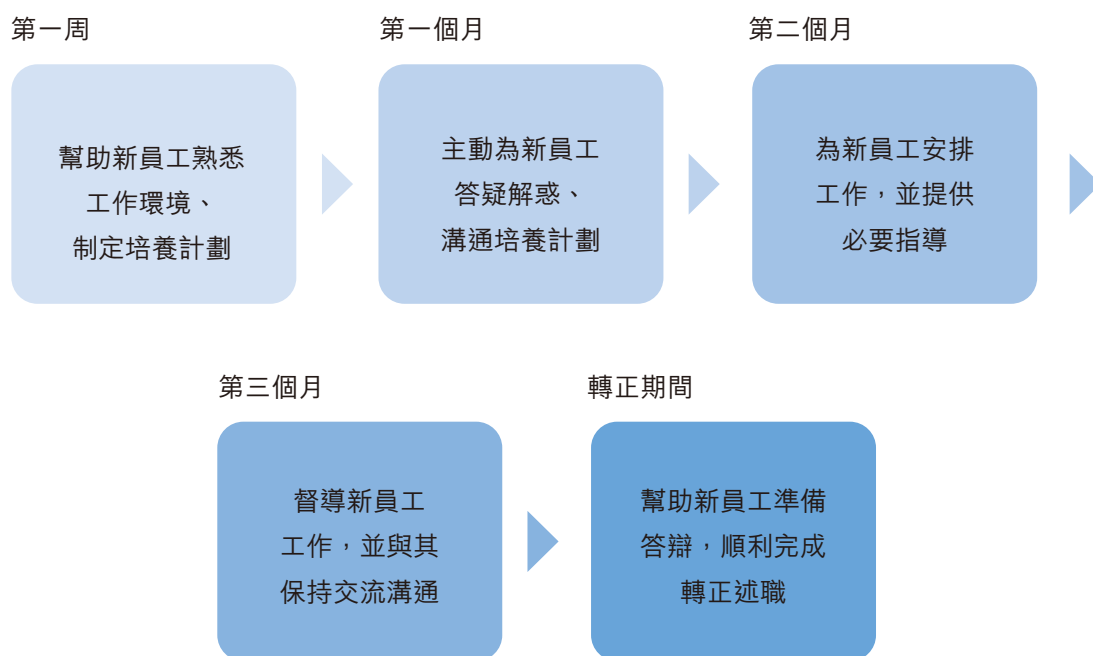 第一周
幫助新員工熟悉
工作環境、
制定培養計劃
第一個月
主動為新員工
答疑解惑、
溝通培養計劃
第二個月
為新員工安排
工作，並提供
必要指導
第三個月
督導新員工
工作，並與其
保持交流溝通
轉正期間
幫助新員工準備
答辯，順利完成
轉正述職